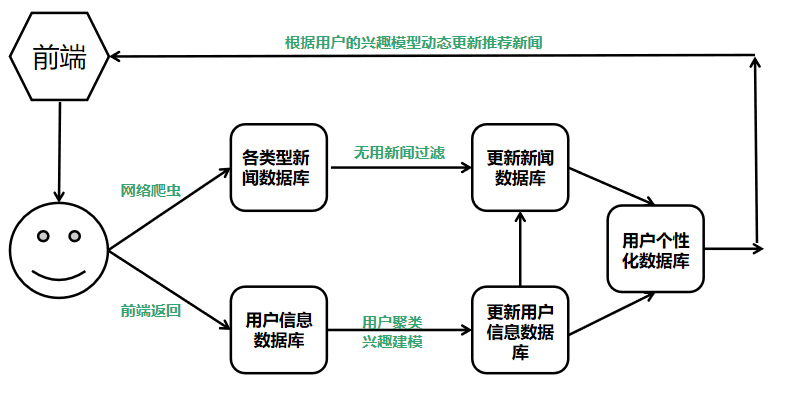 根据用户的兴趣模型动态更新推荐新闻
前端
各类型新
闻数据库
无用新闻过滤
更新新闻
数据库
网络爬虫
用户个性
化数据库
前端返回
用户信息
数据库
用户聚类
兴趣建模
更新用户
信息数据
库